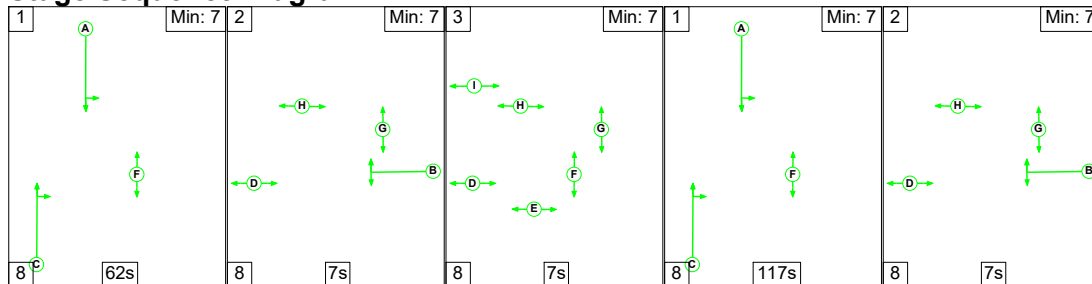 Stage Sequence Diagram
1 Min: 7 2 Min: 7 3 Min: 7 1 Min: 7 2 Min: 7
A A
I
H H H
G G G
F B F F B
D D D
E
C C
8 62s 8 7s 8 7s 8 117s 8 7s